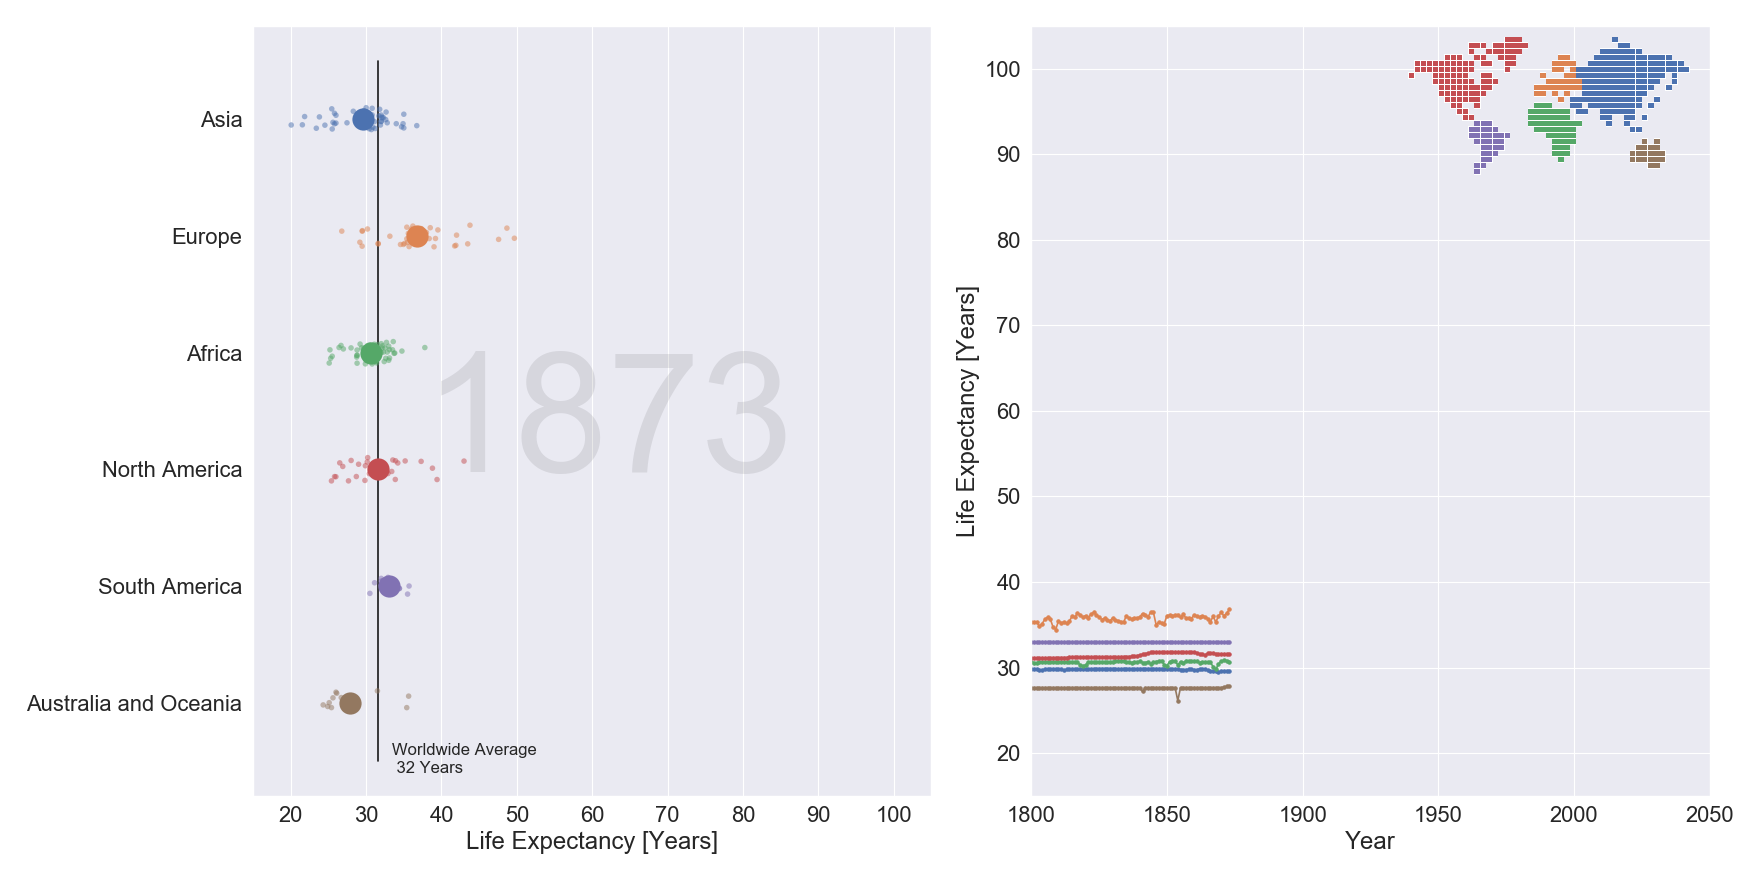 Asia
Europe
Africa
North America
South America
Australia and Oceania
1873
Worldwide Average
32 Years
20 30 40 50 60 70 80 90 100
Life Expectancy [Years]
Life Expectancy [Years]
100
90
80
70
60
50
40
30
20
1800 1850 1900 1950 2000 2050
Year